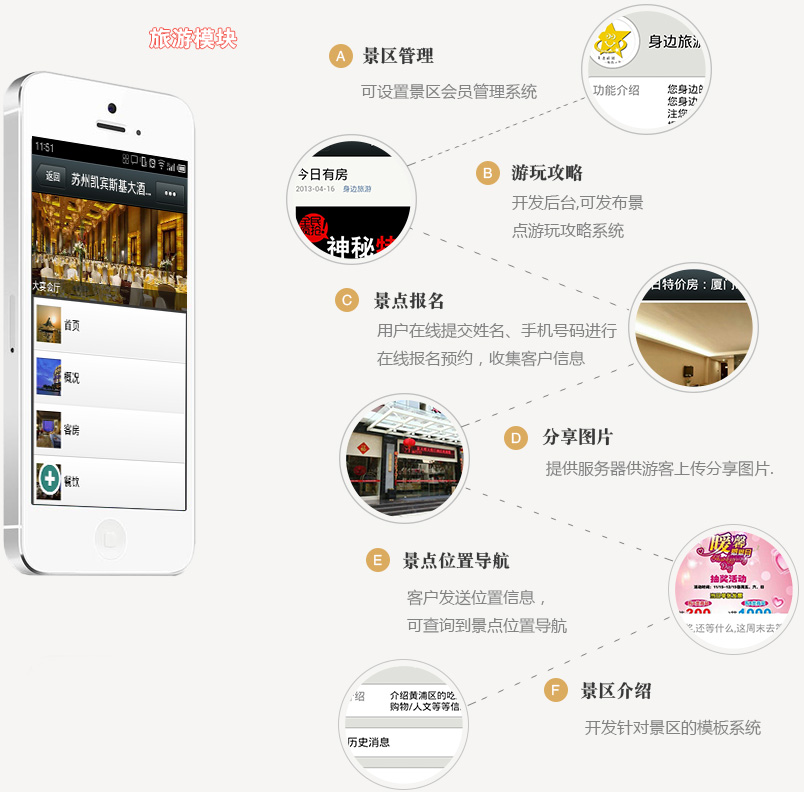 旅游模块
11:51
返回
苏州凯宾斯基大酒...
大宴会厅
首页
概况
客房
餐饮
A 景区管理
可设置景区会员管理系统
身边旅游
功能介绍
您身边的
您身边
注您
今日有房
2013-04-16 身边旅游
神秘特
B 游玩攻略
开发后台,可发布景
点游玩攻略系统
C 景点报名
用户在线提交姓名、手机号码进行
在线报名预约，收集客户信息
日特价房：厦门
D 分享图片
提供服务器供游客上传分享图片.
E 景点位置导航
客户发送位置信息，
可查询到景点位置导航
暖馨
抽奖活动
还等什么,这周末去
F 景区介绍
开发针对景区的模板系统
绍
介绍黄浦区的吃
购物/人文等等信
历史消息